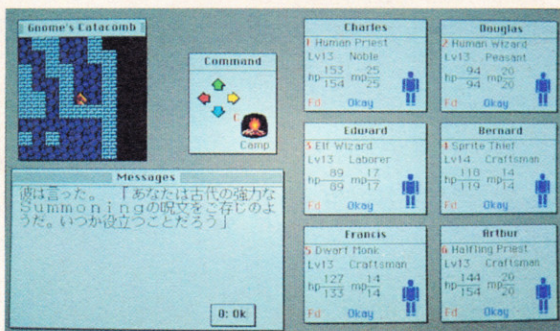 Gnome's Catacomb
Command
Camp
Messages
彼は言った。 「あなたは古代の強力な
Summoningの呪文をご存じのよ
うだ。いつか役立つことだろう」
0: Ok
Charles
1 Human Priest
Lv13 Noble
hp 153/154 mp 25/25
Fd Okay
Douglas
2 Human Wizard
Lv13 Peasant
hp 94/94 mp 20/20
Fd Okay
Edward
3 Elf Wizard
Lv13 Laborer
hp 89/89 mp 17/17
Fd Okay
Bernard
4 Sprite Thief
Lv14 Craftsman
hp 118/119 mp 14/14
Fd Okay
Francis
5 Dwarf Monk
Lv13 Craftsman
hp 127/133 mp 14/14
Fd Okay
Arthur
6 Halfling Priest
Lv13 Craftsman
hp 144/154 mp 20/20
Fd Okay